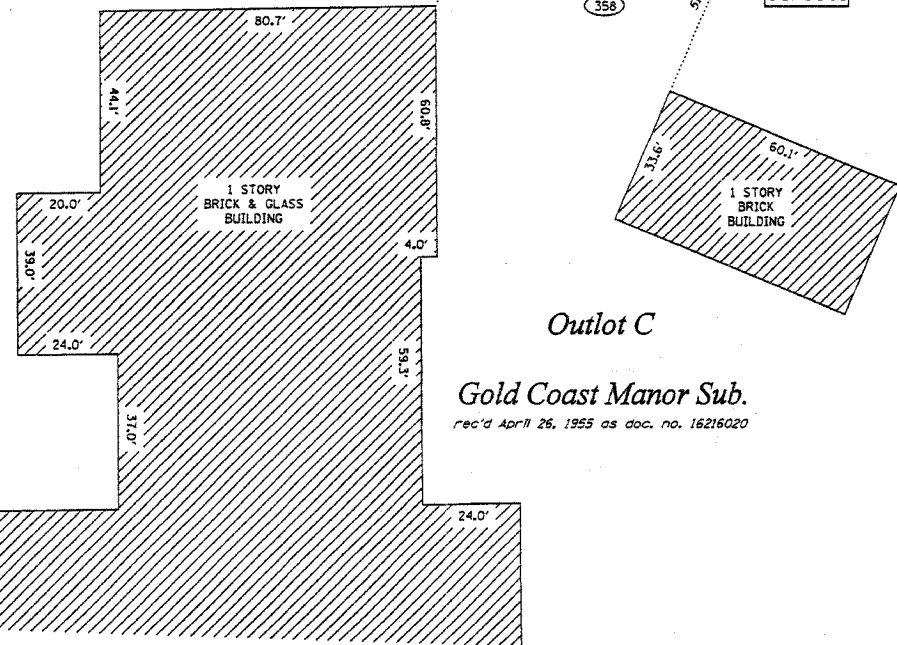 80.7'
358
44.1'
60.8'
33.6'
60.1'
1 STORY
BRICK & GLASS
BUILDING
1 STORY
BRICK
BUILDING
20.0'
4.0'
39.0'
24.0'
59.3'
37.0'
Outlot C
Gold Coast Manor Sub.
rec'd April 26, 1955 as doc. no. 16216020
24.0'